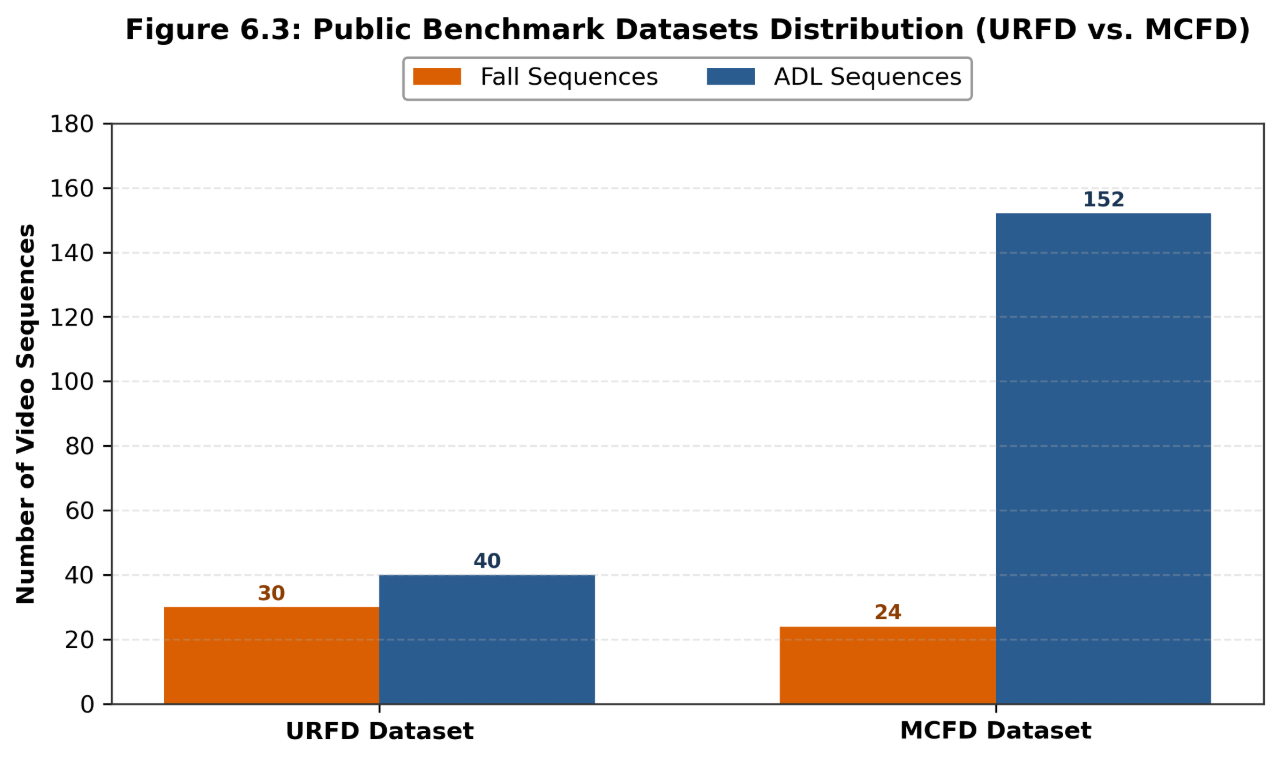 Figure 6.3: Public Benchmark Datasets Distribution (URFD vs. MCFD)
Fall Sequences
ADL Sequences
Number of Video Sequences
180
160
140
120
100
80
60
40
20
0
30
40
24
152
URFD Dataset
MCFD Dataset